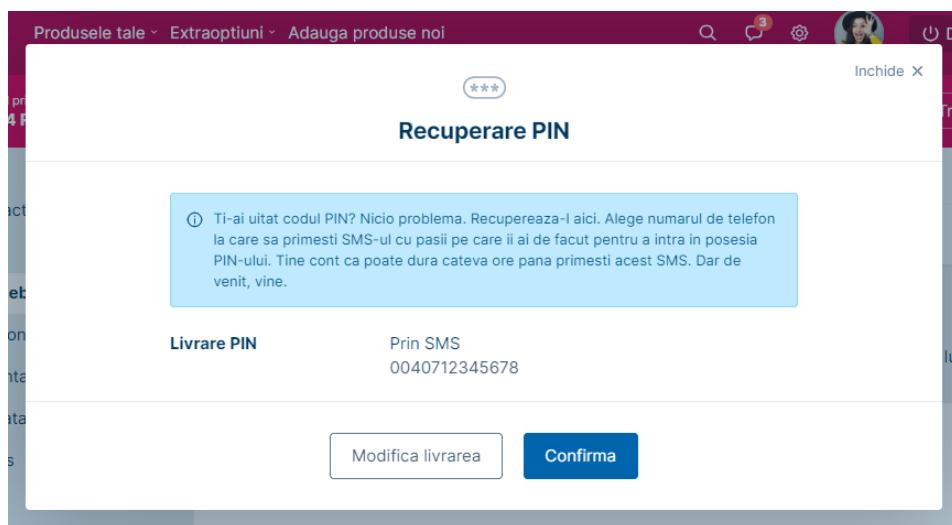 Produsele tale Extraoptiuni Adauga produse noi 3
Inchide ×
***
Recuperare PIN
Ti-ai uitat codul PIN? Nicio problema. Recupereaza-l aici. Alege numarul de telefon
la care sa primesti SMS-ul cu pasii pe care ii ai de facut pentru a intra in posesia
PIN-ului. Tine cont ca poate dura cateva ore pana primesti acest SMS. Dar de
venit, vine.
Livrare PIN Prin SMS
0040712345678
Modifica livrarea Confirma